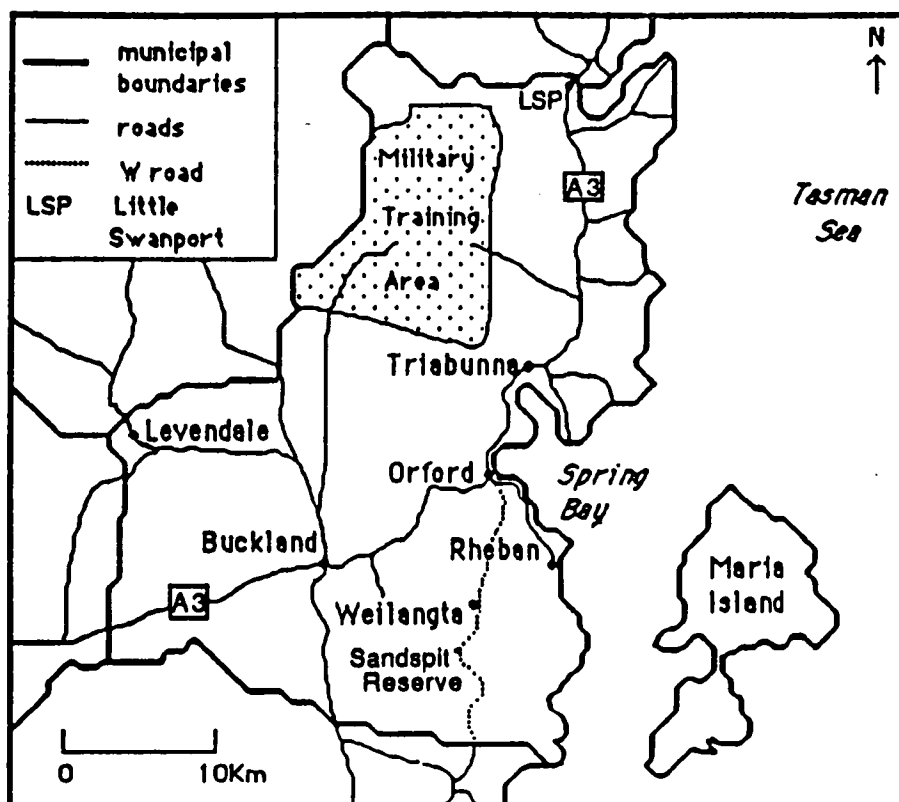 municipal
boundaries
roads
W road
LSP Little
Swanport
N
LSP
A3
Tasman
Sea
Military
Training
Area
Triabunna
Levendale
Orford
Spring
Bay
Buckland
Rheban
Maria
Island
A3
Weilangta
Sandspit
Reserve
0 10Km